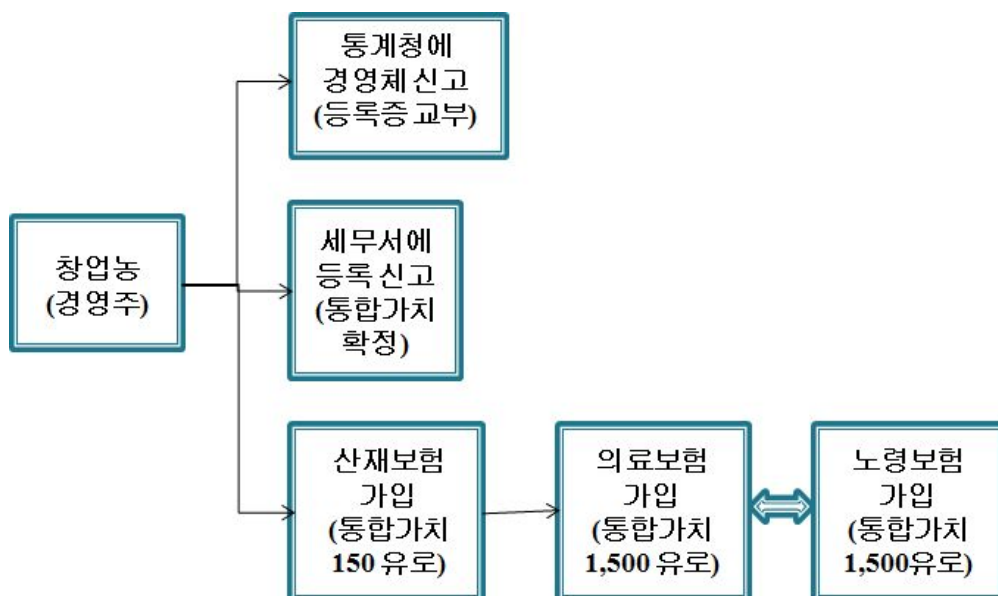 통계청에
경영체 신고
(등록증 교부)
창업농
(경영주)
세무서에
등록 신고
(통합가치
확정)
산재보험
가입
(통합가치
150 유로)
의료보험
가입
(통합가치
1,500 유로)
노령보험
가입
(통합가치
1,500유로)